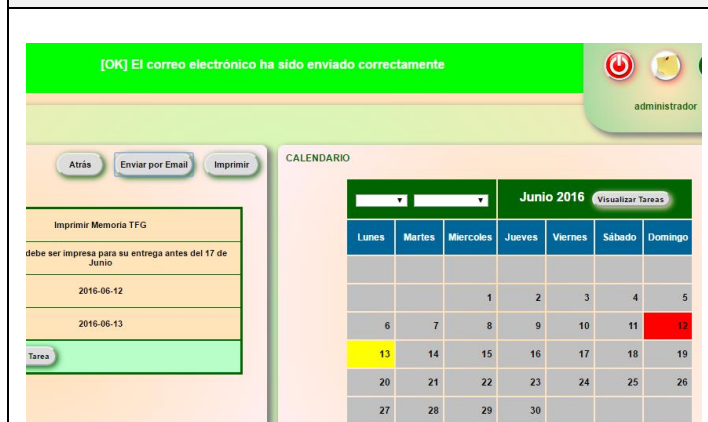 [OK] El correo electrónico ha sido enviado correctamente
administrador
Atrás Enviar por Email Imprimir
Imprimir Memoria TFG
debe ser impresa para su entrega antes del 17 de
Junio
2016-06-12
2016-06-13
Tarea
CALENDARIO
Junio 2016 Visualizar Tareas
Lunes Martes Miercoles Jueves Viernes Sábado Domingo
1 2 3 4 5
6 7 8 9 10 11 12
13 14 15 16 17 18 19
20 21 22 23 24 25 26
27 28 29 30